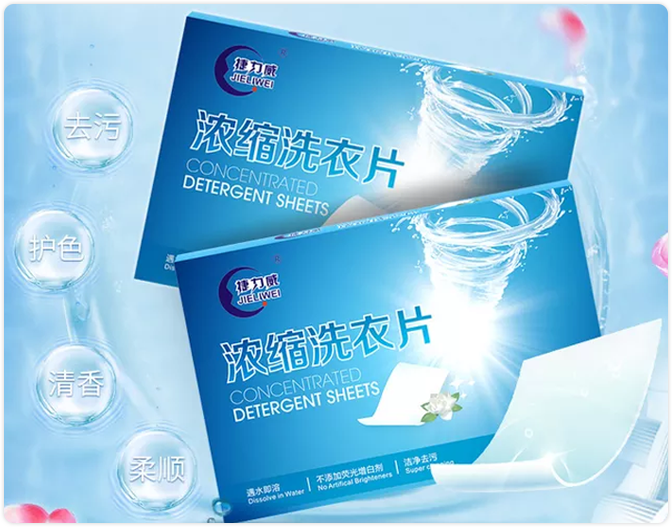 捷力威
JIELIWEI
浓缩洗衣片
CONCENTRATED
DETERGENT SHEETS
去污
护色
清香
柔顺
捷力威
JIELIWEI
浓缩洗衣片
CONCENTRATED
DETERGENT SHEETS
遇水即溶
Dissolve in Water
不添加荧光增白剂
No Artifical Brighteners
洁净去污
Super